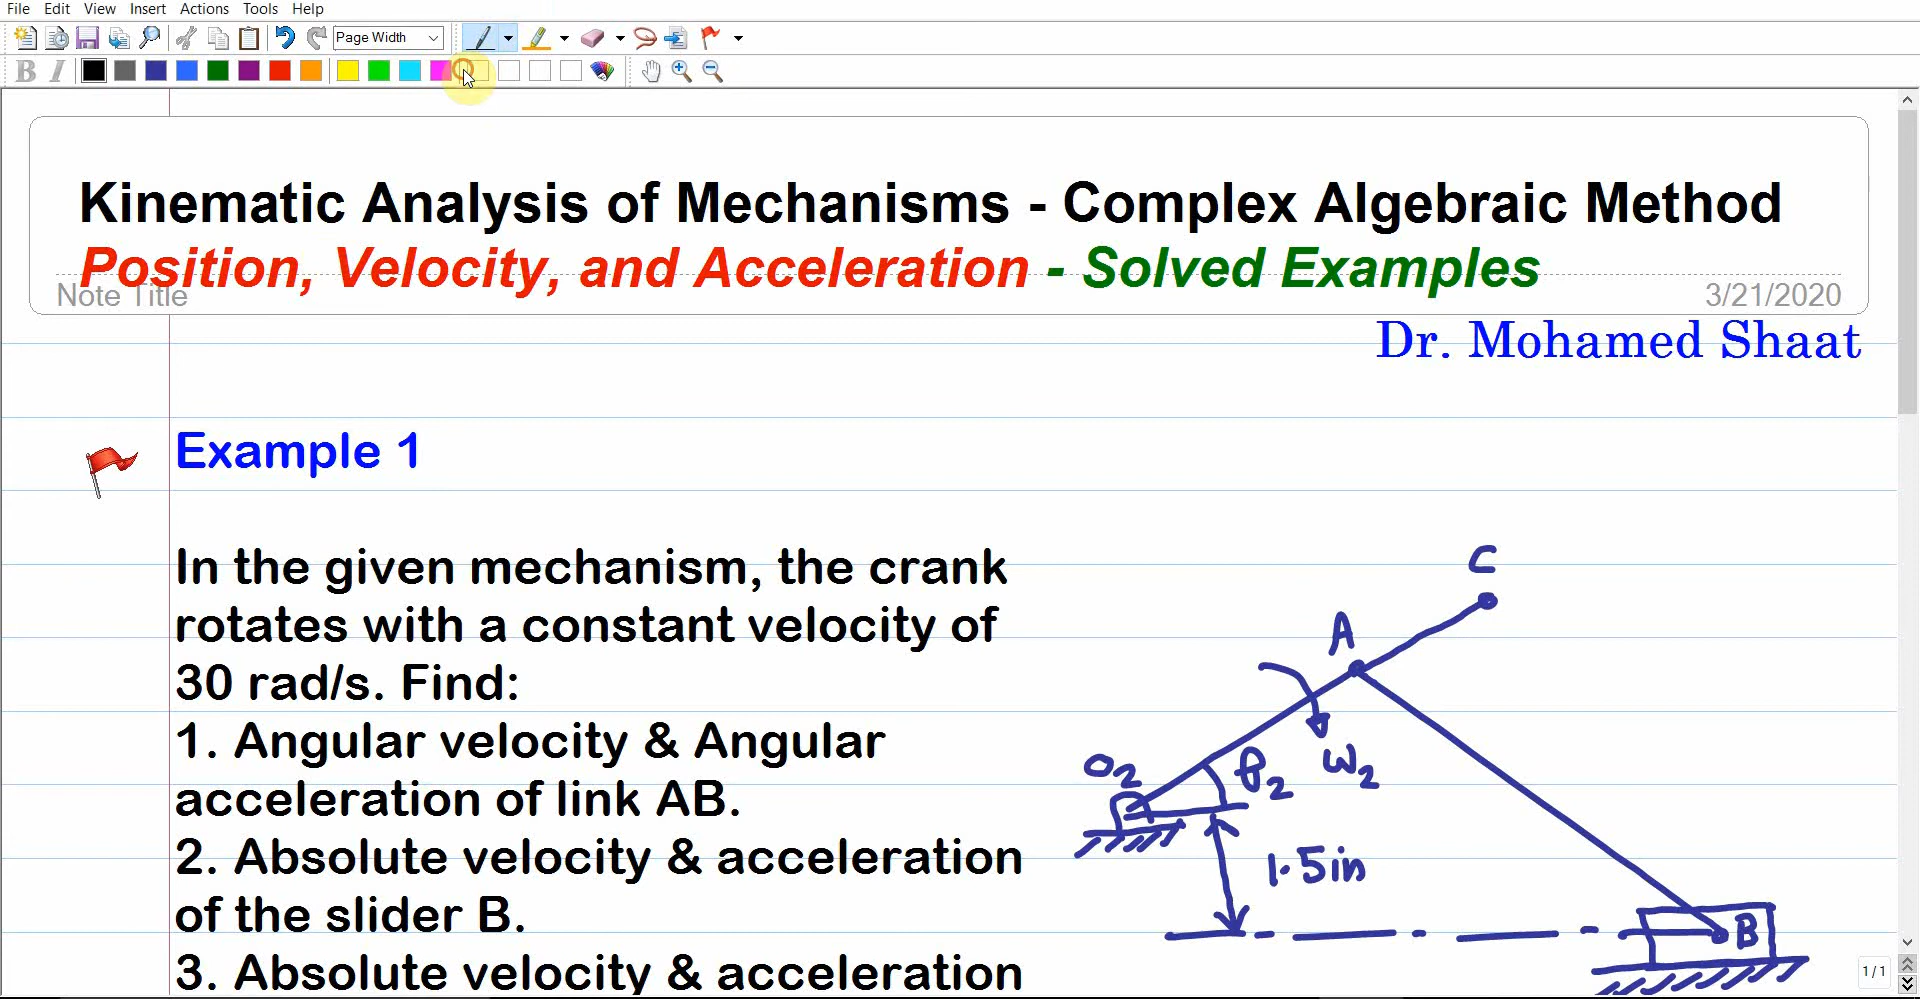 File Edit View Insert Actions Tools Help
Page Width
B I
Kinematic Analysis of Mechanisms - Complex Algebraic Method
Position, Velocity, and Acceleration - Solved Examples
Note Title
3/21/2020
Dr. Mohamed Shaat
Example 1
In the given mechanism, the crank
rotates with a constant velocity of
30 rad/s. Find:
1. Angular velocity & Angular
acceleration of link AB.
2. Absolute velocity & acceleration
of the slider B.
3. Absolute velocity & acceleration
C
A
O2
θ2
ω2
1.5in
B
1/1